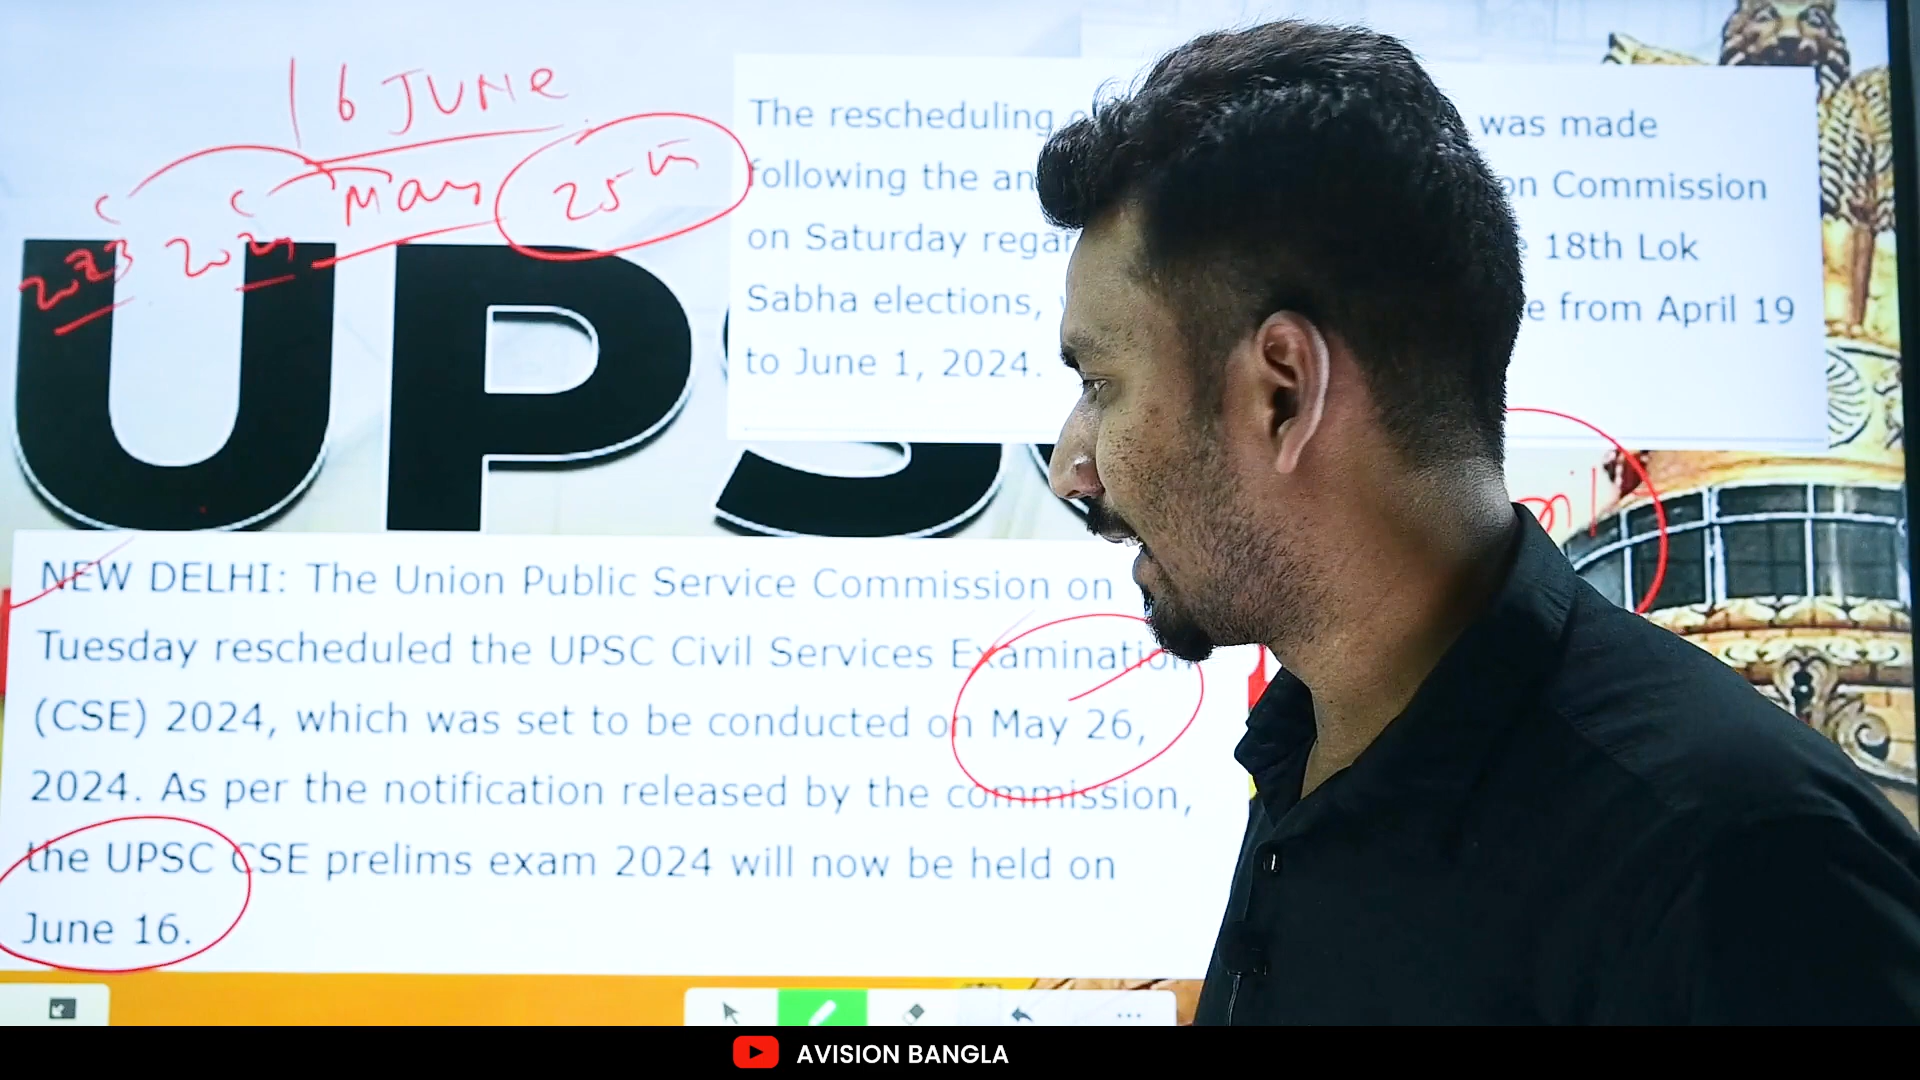 16 JUNE
May 25th
2023 2024
The rescheduling was made
following the on Commission
on Saturday 18th Lok
Sabha elections, from April 19
to June 1, 2024.
UPS
NEW DELHI: The Union Public Service Commission on
Tuesday rescheduled the UPSC Civil Services Examination
(CSE) 2024, which was set to be conducted on May 26,
2024. As per the notification released by the commission,
the UPSC CSE prelims exam 2024 will now be held on
June 16.
AVISION BANGLA